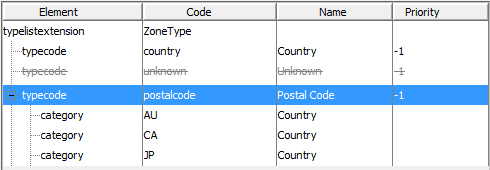 Element Code Name Priority
typelistextension ZoneType
typecode country Country -1
typecode unknown Unknown -1
typecode postalcode Postal Code -1
category AU Country
category CA Country
category JP Country